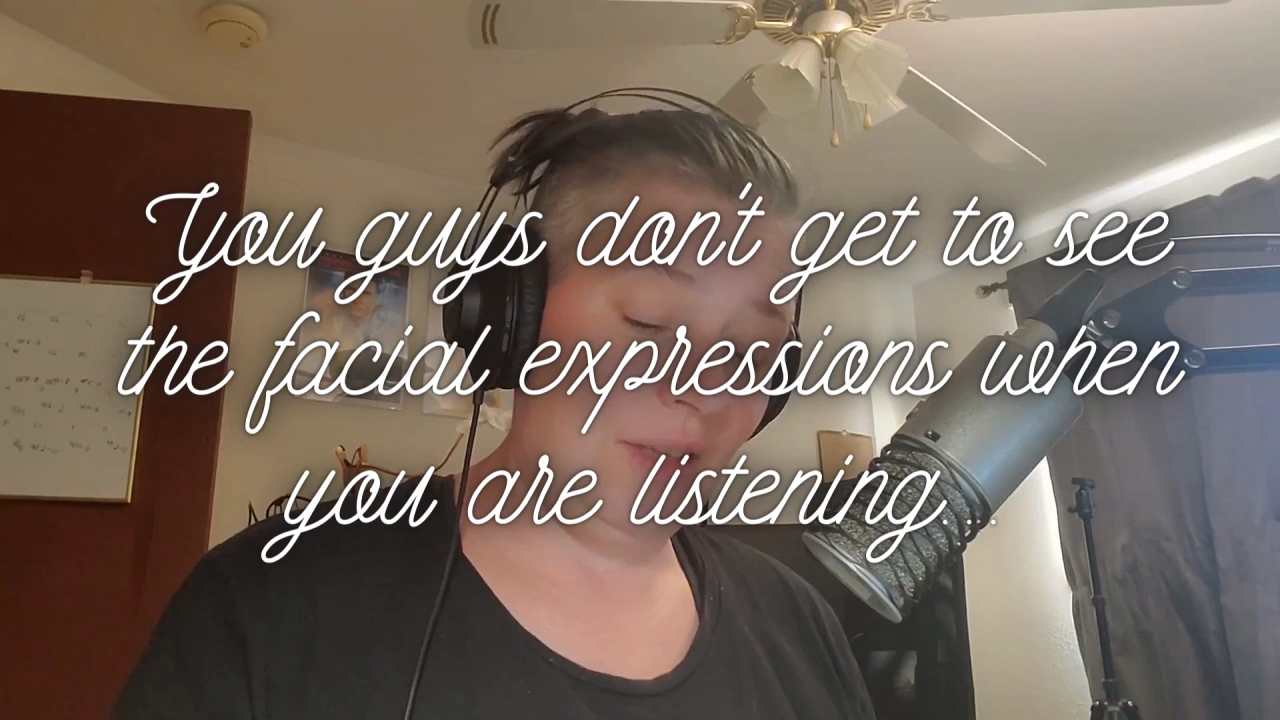 You guys don't get to see
the facial expressions when
you are listening...